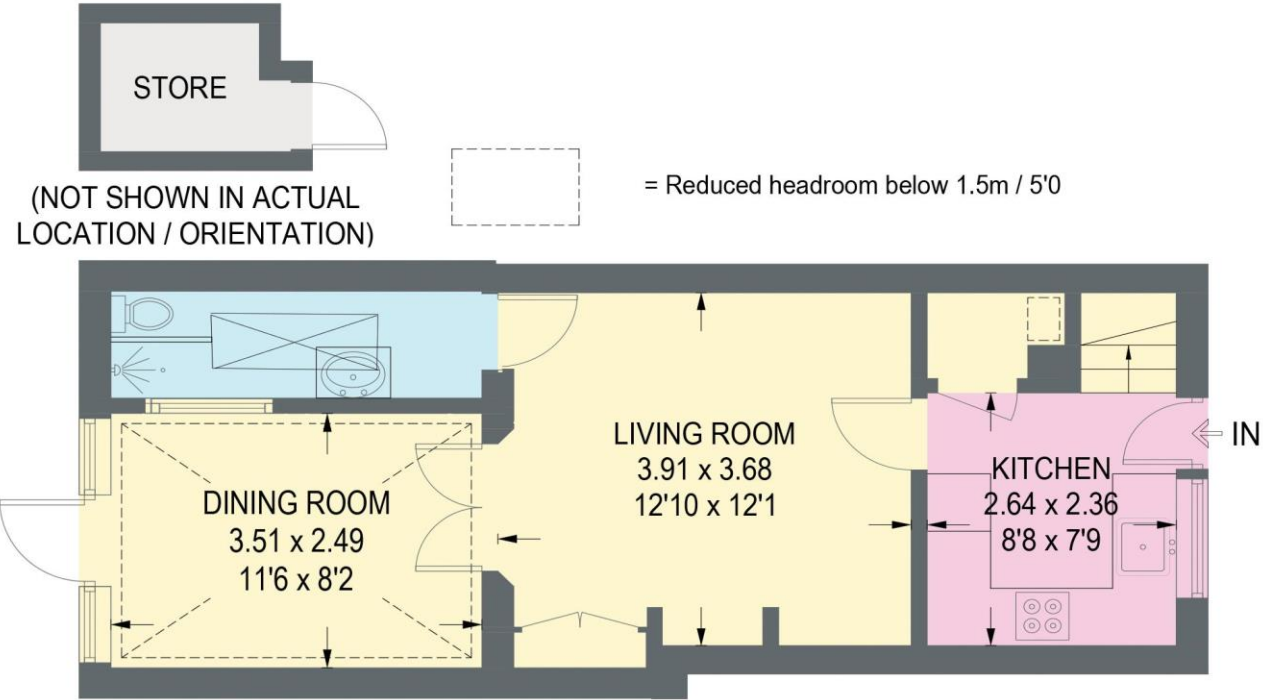 STORE
(NOT SHOWN IN ACTUAL
LOCATION / ORIENTATION)
= Reduced headroom below 1.5m / 5'0
DINING ROOM
3.51 x 2.49
11'6 x 8'2
LIVING ROOM
3.91 x 3.68
12'10 x 12'1
KITCHEN
2.64 x 2.36
8'8 x 7'9
IN